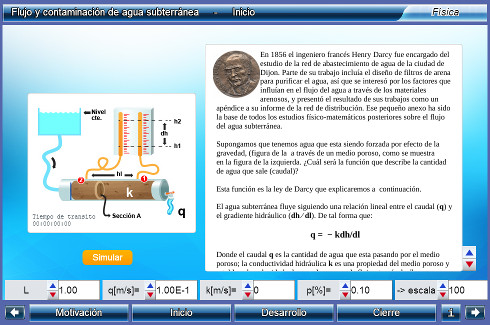 Flujo y contaminación de agua subterránea - Inicio
Física
En 1856 el ingeniero francés Henry Darcy fue encargado del
estudio de la red de abastecimiento de agua de la ciudad de
Dijon. Parte de su trabajo incluía el diseño de filtros de arena
para purificar el agua, así que se interesó por los factores que
influían en el flujo del agua a través de los materiales
arenosos, y presentó el resultado de sus trabajos como un
apéndice a su informe de la red de distribución. Ese pequeño anexo ha sido
la base de todos los estudios físico-matemáticos posteriores sobre el flujo
del agua subterránea.
Supongamos que tenemos agua que esta siendo forzada por efecto de la
gravedad, (figura de la a través de un medio poroso, como se muestra
en la figura de la izquierda. ¿Cuál será la función que describe la cantidad
de agua que sale (caudal)?
Esta función es la ley de Darcy que explicaremos a continuación.
El agua subterránea fluye siguiendo una relación lineal entre el caudal (q) y
el gradiente hidráulico (dh/dl). De tal forma que:
q = − kdh/dl
Donde el caudal q es la cantidad de agua que esta pasando por el medio
poroso; la conductividad hidráulica k es una propiedad del medio poroso y
Nivel
cte.
h2
dh
h1
hl
2
1
k
q
Sección A
Tiempo de transito
00:00:00:00
Simular
L 1.00 q[m/s]= 1.00E-1 k[m/s]= 0 p[%]= 0.10 -> escala 100
Motivación Inicio Desarrollo Cierre i